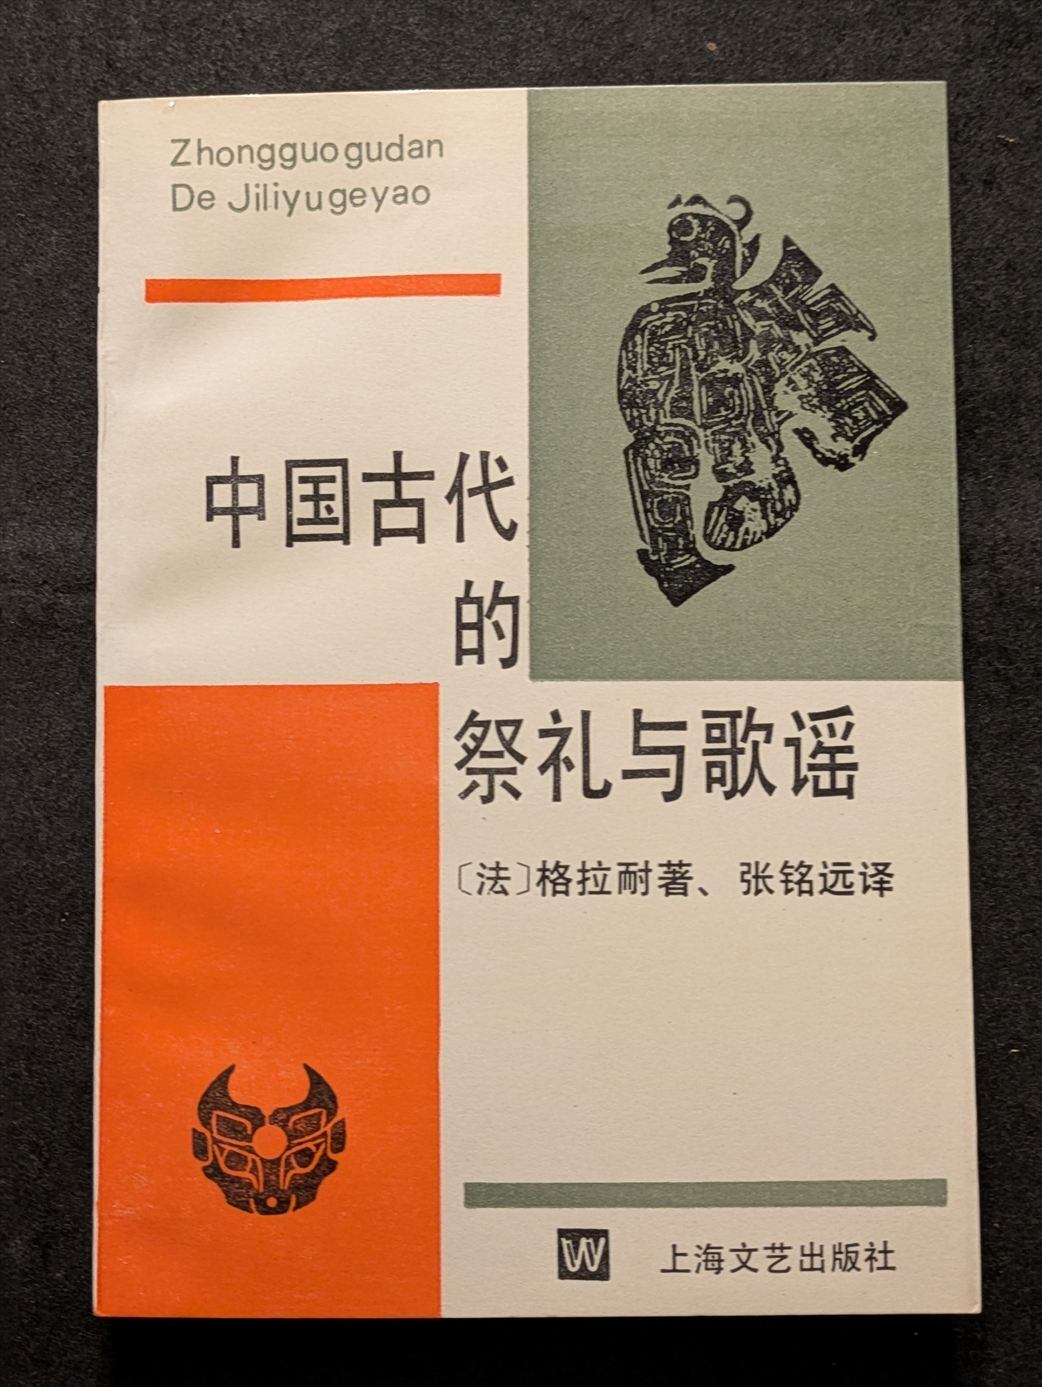 Zhongguogudan
De Jiliyugeyao
中国古代
的
祭礼与歌谣
〔法〕格拉耐著、张铭远译
W 上海文艺出版社